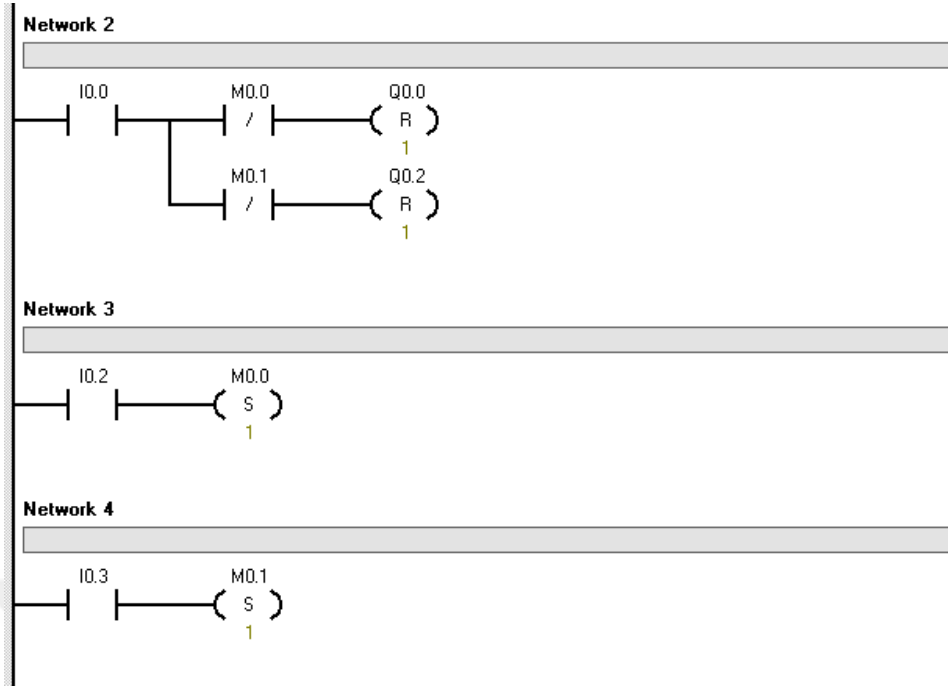 Network 2
I0.0 M0.0 Q0.0
/ R
1
M0.1 Q0.2
/ R
1
Network 3
I0.2 M0.0
S
1
Network 4
I0.3 M0.1
S
1